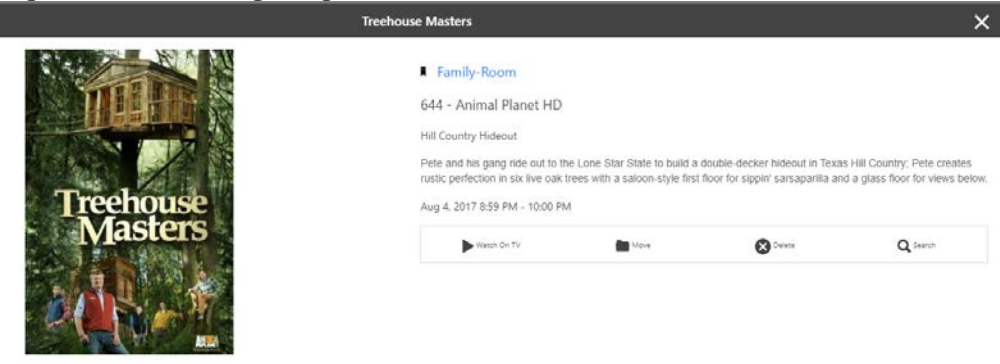 Treehouse Masters
Family-Room
644 - Animal Planet HD
Hill Country Hideout
Pete and his gang ride out to the Lone Star State to build a double-decker hideout in Texas Hill Country; Pete creates
rustic perfection in six live oak trees with a saloon-style first floor for sippin' sarsaparilla and a glass floor for views below.
Aug 4, 2017 8:59 PM - 10:00 PM
Watch On TV
Move
Delete
Search
Treehouse
Masters